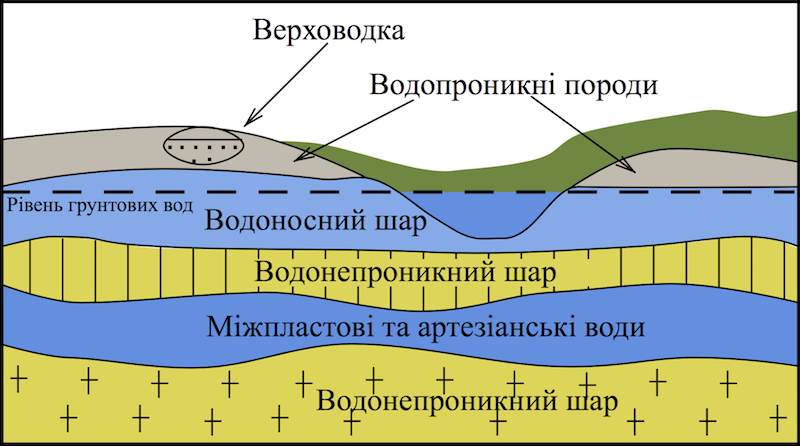 Верховодка
Водопроникні породи
Рівень грунтових вод
Водоносний шар
Водонепроникний шар
Міжпластові та артезіанські води
Водонепроникний шар